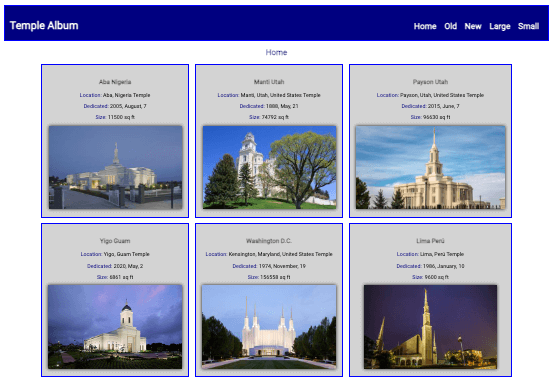 Temple Album
Home Old New Large Small
Home
Aba Nigeria
Location: Aba, Nigeria Temple
Dedicated: 2005, August, 7
Size: 11500 sq ft
Manti Utah
Location: Manti, Utah, United States Temple
Dedicated: 1888, May, 21
Size: 74792 sq ft
Payson Utah
Location: Payson, Utah, United States Temple
Dedicated: 2015, June, 7
Size: 96630 sq ft
Yigo Guam
Location: Yigo, Guam Temple
Dedicated: 2020, May, 2
Size: 6861 sq ft
Washington D.C.
Location: Kensington, Maryland, United States Temple
Dedicated: 1974, November, 19
Size: 156558 sq ft
Lima Perú
Location: Lima, Perú Temple
Dedicated: 1986, January, 10
Size: 9600 sq ft